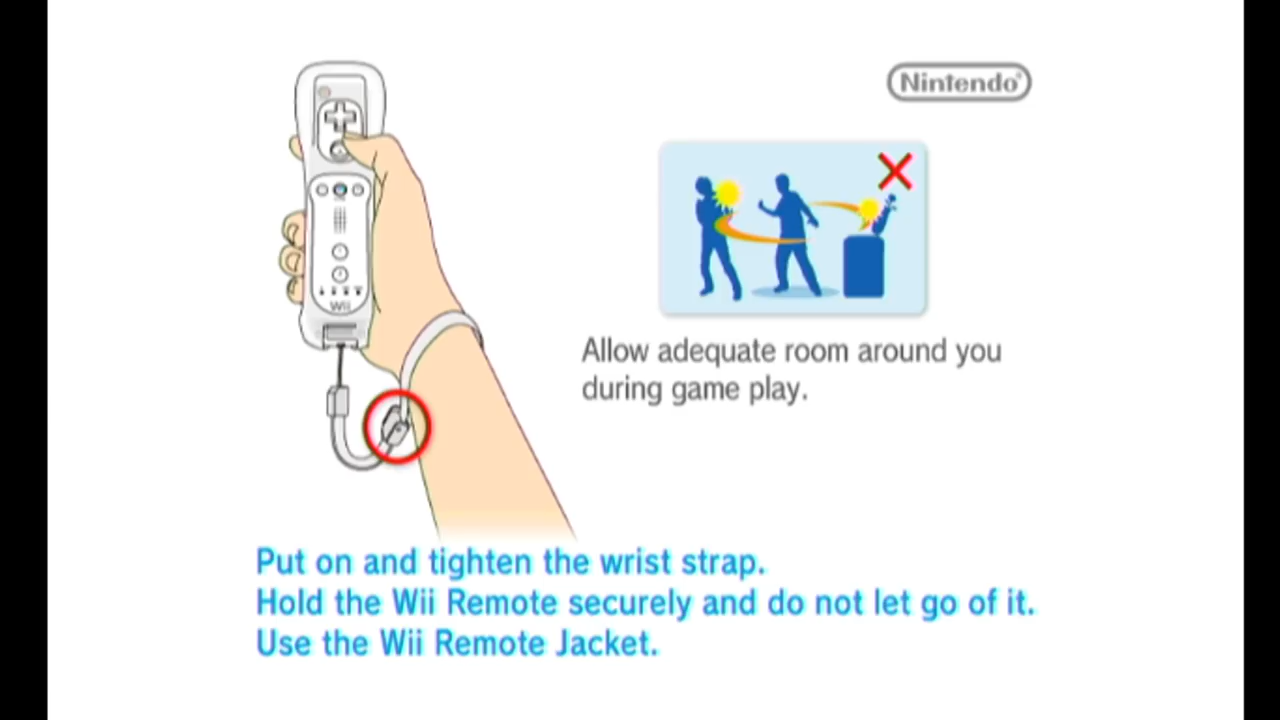 Nintendo
Wii
Allow adequate room around you
during game play.
Put on and tighten the wrist strap.
Hold the Wii Remote securely and do not let go of it.
Use the Wii Remote Jacket.